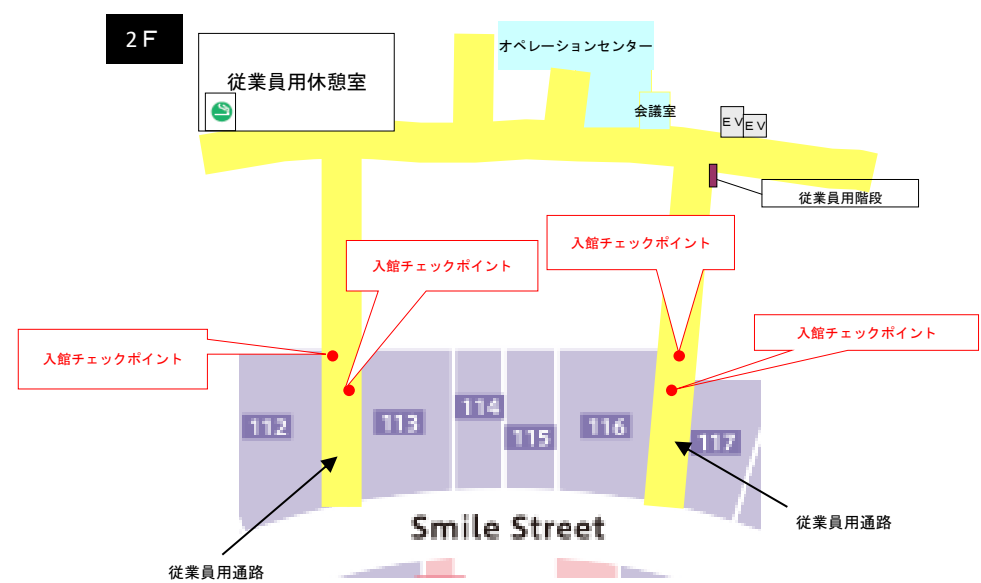 2F
オペレーションセンター
従業員用休憩室
会議室
EV
EV
従業員用階段
入館チェックポイント
入館チェックポイント
入館チェックポイント
入館チェックポイント
112
113
114
115
116
117
Smile Street
従業員用通路
従業員用通路